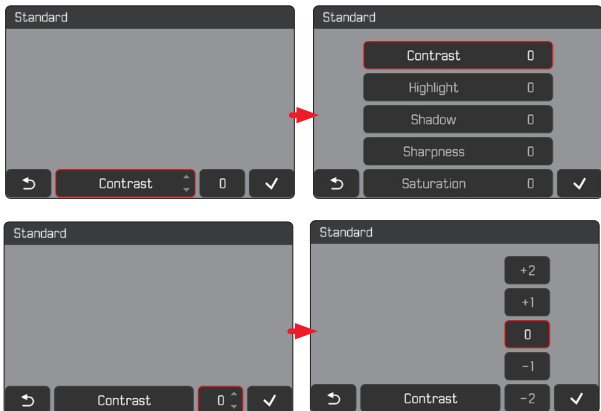 Standard
Contrast 0
Standard
Contrast 0
Highlight 0
Shadow 0
Sharpness 0
Saturation 0
Standard
Contrast 0
Standard
+2
+1
0
-1
Contrast -2